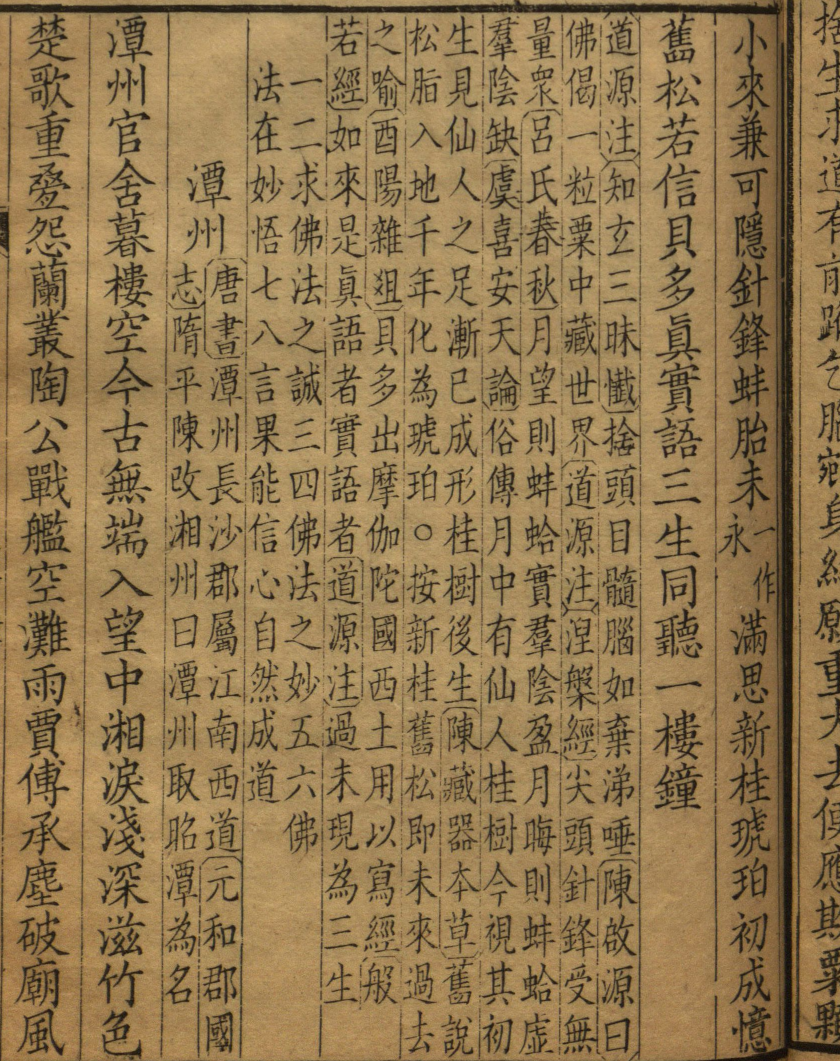 捨生求道有前蹤乞腦剜身結願重大去便應欺粟顆
小來兼可隱針鋒蚌胎未一作永滿思新桂琥珀初成憶
舊松若信貝多眞實語三生同聽一樓鐘
道源注知玄三昧懺捨頭目髓腦如棄涕唾陳啟源曰
佛偈一粒粟中藏世界道源注涅槃經尖頭針鋒受無
量衆呂氏春秋月望則蚌蛤實羣陰盈月晦則蚌蛤虛
羣陰缺虞喜安天論俗傳月中有仙人桂樹今視其初
生見仙人之足漸已成形桂樹後生陳藏器本草舊說
松脂入地千年化為琥珀○按新桂舊松即未來過去
之喻酉陽雜俎貝多出摩伽陀國西土用以寫經般
若經如來是眞語者實語者道源注過未現為三生
一二求佛法之誠三四佛法之妙五六佛
法在妙悟七八言果能信心自然成道
潭州
唐書潭州長沙郡屬江南西道元和郡國
志隋平陳改湘州曰潭州取昭潭為名
潭州官舍暮樓空今古無端入望中湘淚淺深滋竹色
楚歌重疊怨蘭叢陶公戰艦空灘雨賈傅承塵破廟風